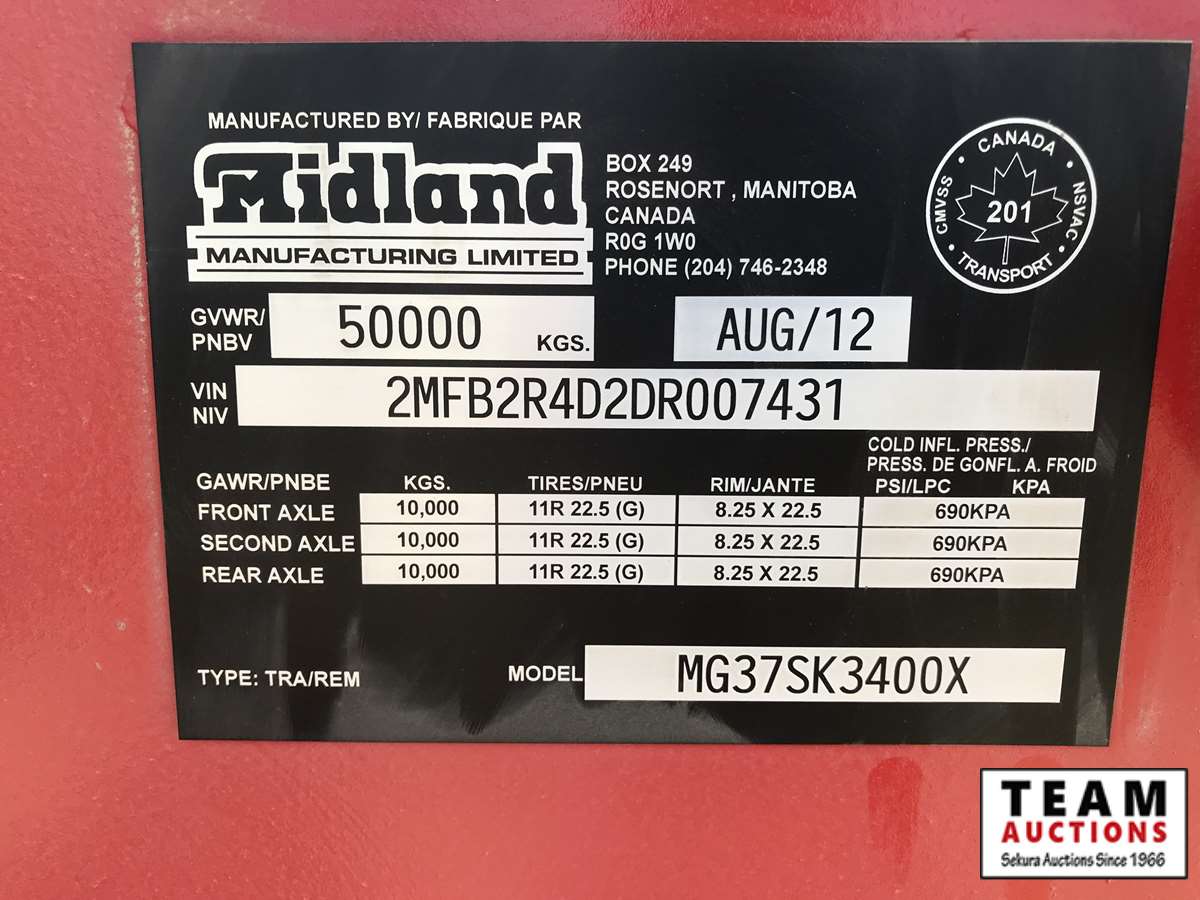 MANUFACTURED BY/ FABRIQUE PAR
Midland
MANUFACTURING LIMITED
BOX 249
ROSENORT , MANITOBA
CANADA
R0G 1W0
PHONE (204) 746-2348
CANADA
CMVSS
201
NSVAC
TRANSPORT
GVWR/
PNBV
50000 KGS.
AUG/12
VIN
NIV
2MFB2R4D2DR007431
COLD INFL. PRESS./
PRESS. DE GONFL. A. FROID
GAWR/PNBE KGS. TIRES/PNEU RIM/JANTE PSI/LPC KPA
FRONT AXLE 10,000 11R 22.5 (G) 8.25 X 22.5 690KPA
SECOND AXLE 10,000 11R 22.5 (G) 8.25 X 22.5 690KPA
REAR AXLE 10,000 11R 22.5 (G) 8.25 X 22.5 690KPA
TYPE: TRA/REM MODEL MG37SK3400X
TEAM
AUCTIONS
Sekura Auctions Since 1966